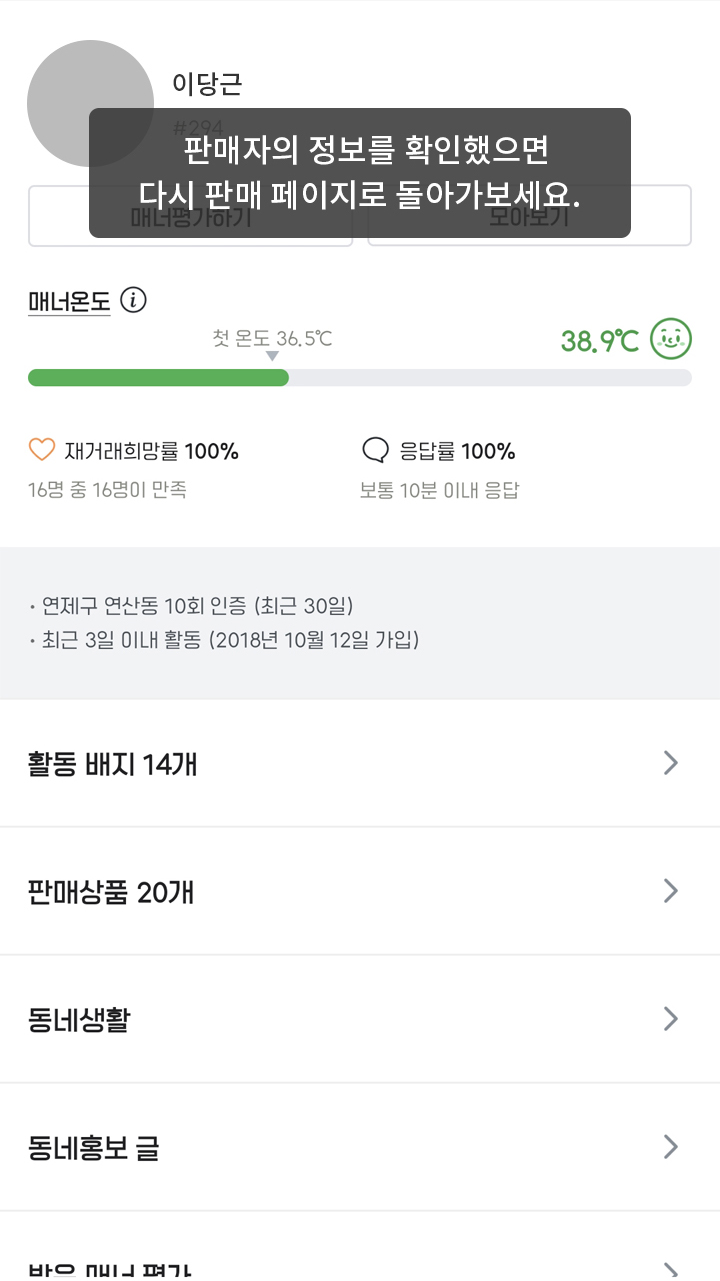 이당근
#294
판매자의 정보를 확인했으면
다시 판매 페이지로 돌아가보세요.
매너평가하기
모아보기
매너온도
첫 온도 36.5℃
38.9℃
재거래희망률 100%
응답률 100%
16명 중 16명이 만족
보통 10분 이내 응답
· 연제구 연산동 10회 인증 (최근 30일)
· 최근 3일 이내 활동 (2018년 10월 12일 가입)
활동 배지 14개
판매상품 20개
동네생활
동네홍보 글
받은 매너 평가